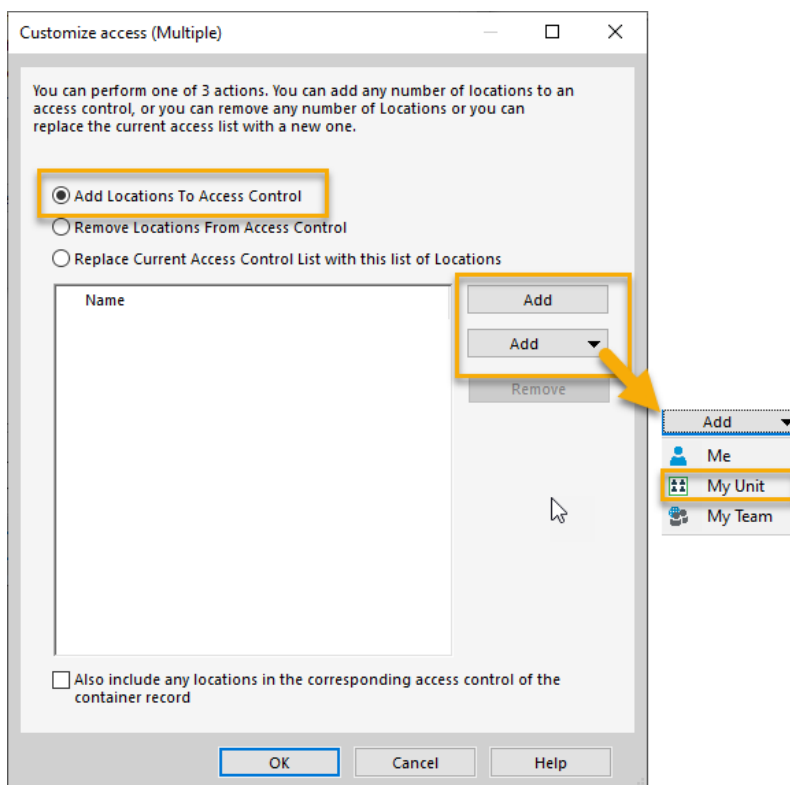 Customize access (Multiple)
You can perform one of 3 actions. You can add any number of locations to an
access control, or you can remove any number of Locations or you can
replace the current access list with a new one.
Add Locations To Access Control
Remove Locations From Access Control
Replace Current Access Control List with this list of Locations
Name
Add
Add
Remove
Add
Me
My Unit
My Team
Also include any locations in the corresponding access control of the
container record
OK
Cancel
Help